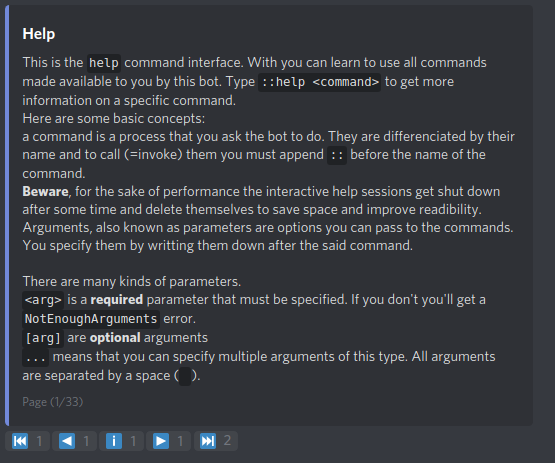 Help
This is the help command interface. With you can learn to use all commands
made available to you by this bot. Type ::help <command> to get more
information on a specific command.
Here are some basic concepts:
a command is a process that you ask the bot to do. They are differenciated by their
name and to call (=invoke) them you must append :: before the name of the
command.
Beware, for the sake of performance the interactive help sessions get shut down
after some time and delete themselves to save space and improve readibility.
Arguments, also known as parameters are options you can pass to the commands.
You specify them by writting them down after the said command.
There are many kinds of parameters.
<arg> is a required parameter that must be specified. If you don't you'll get a
NotEnoughArguments error.
[arg] are optional arguments
... means that you can specify multiple arguments of this type. All arguments
are separated by a space ( ).
Page (1/33)
⏮ 1 ◀ 1 ℹ 1 ▶ 1 ⏭ 2